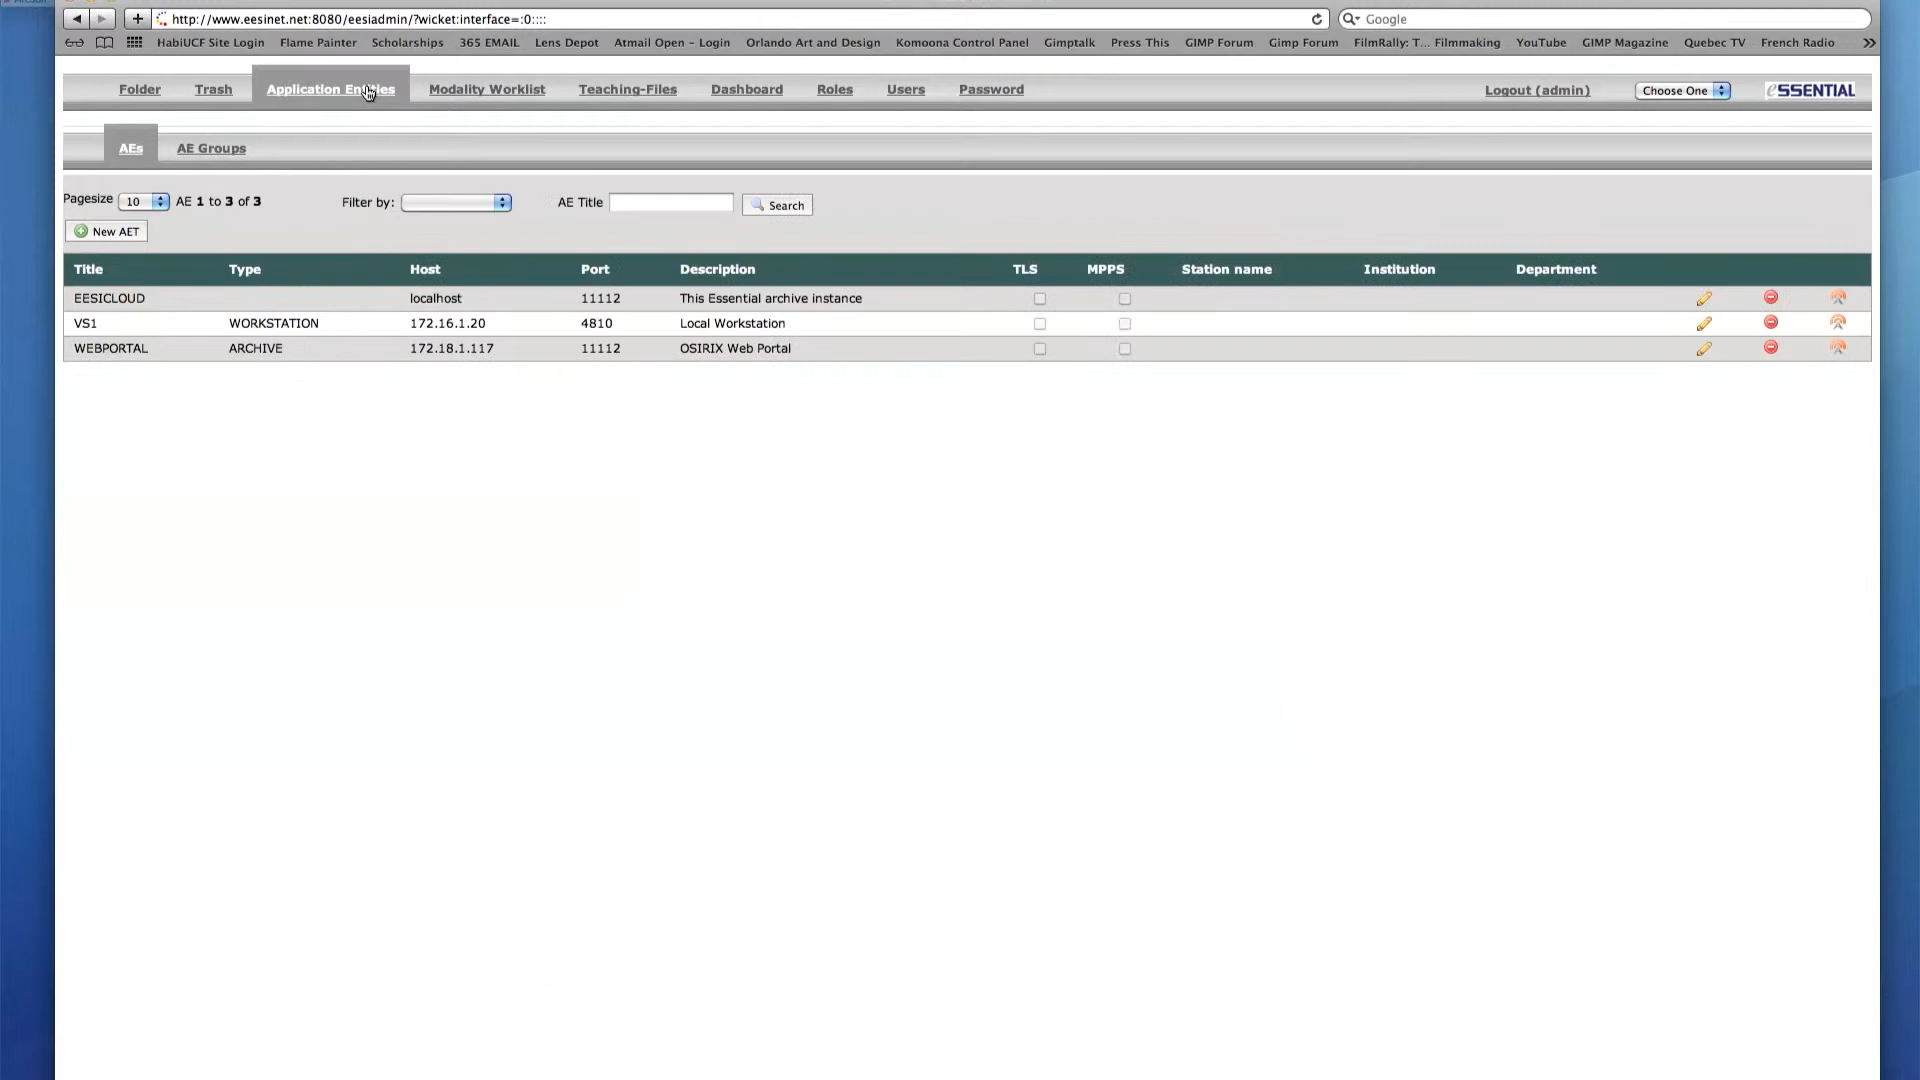 http://www.eesinet.net:8080/eesiadmin/?wicket:interface=:0:::: Google
HabiUCF Site Login Flame Painter Scholarships 365 EMAIL Lens Depot Atmail Open - Login Orlando Art and Design Komoona Control Panel Gimptalk Press This GIMP Forum Gimp Forum FilmRally: T... Filmmaking YouTube GIMP Magazine Quebec TV French Radio
Folder Trash Application Entities Modality Worklist Teaching-Files Dashboard Roles Users Password Logout (admin) Choose One eSSENTIAL
AEs AE Groups
Pagesize 10 AE 1 to 3 of 3 Filter by: AE Title Search
New AET
Title Type Host Port Description TLS MPPS Station name Institution Department
EESICLOUD localhost 11112 This Essential archive instance
VS1 WORKSTATION 172.16.1.20 4810 Local Workstation
WEBPORTAL ARCHIVE 172.18.1.117 11112 OSIRIX Web Portal